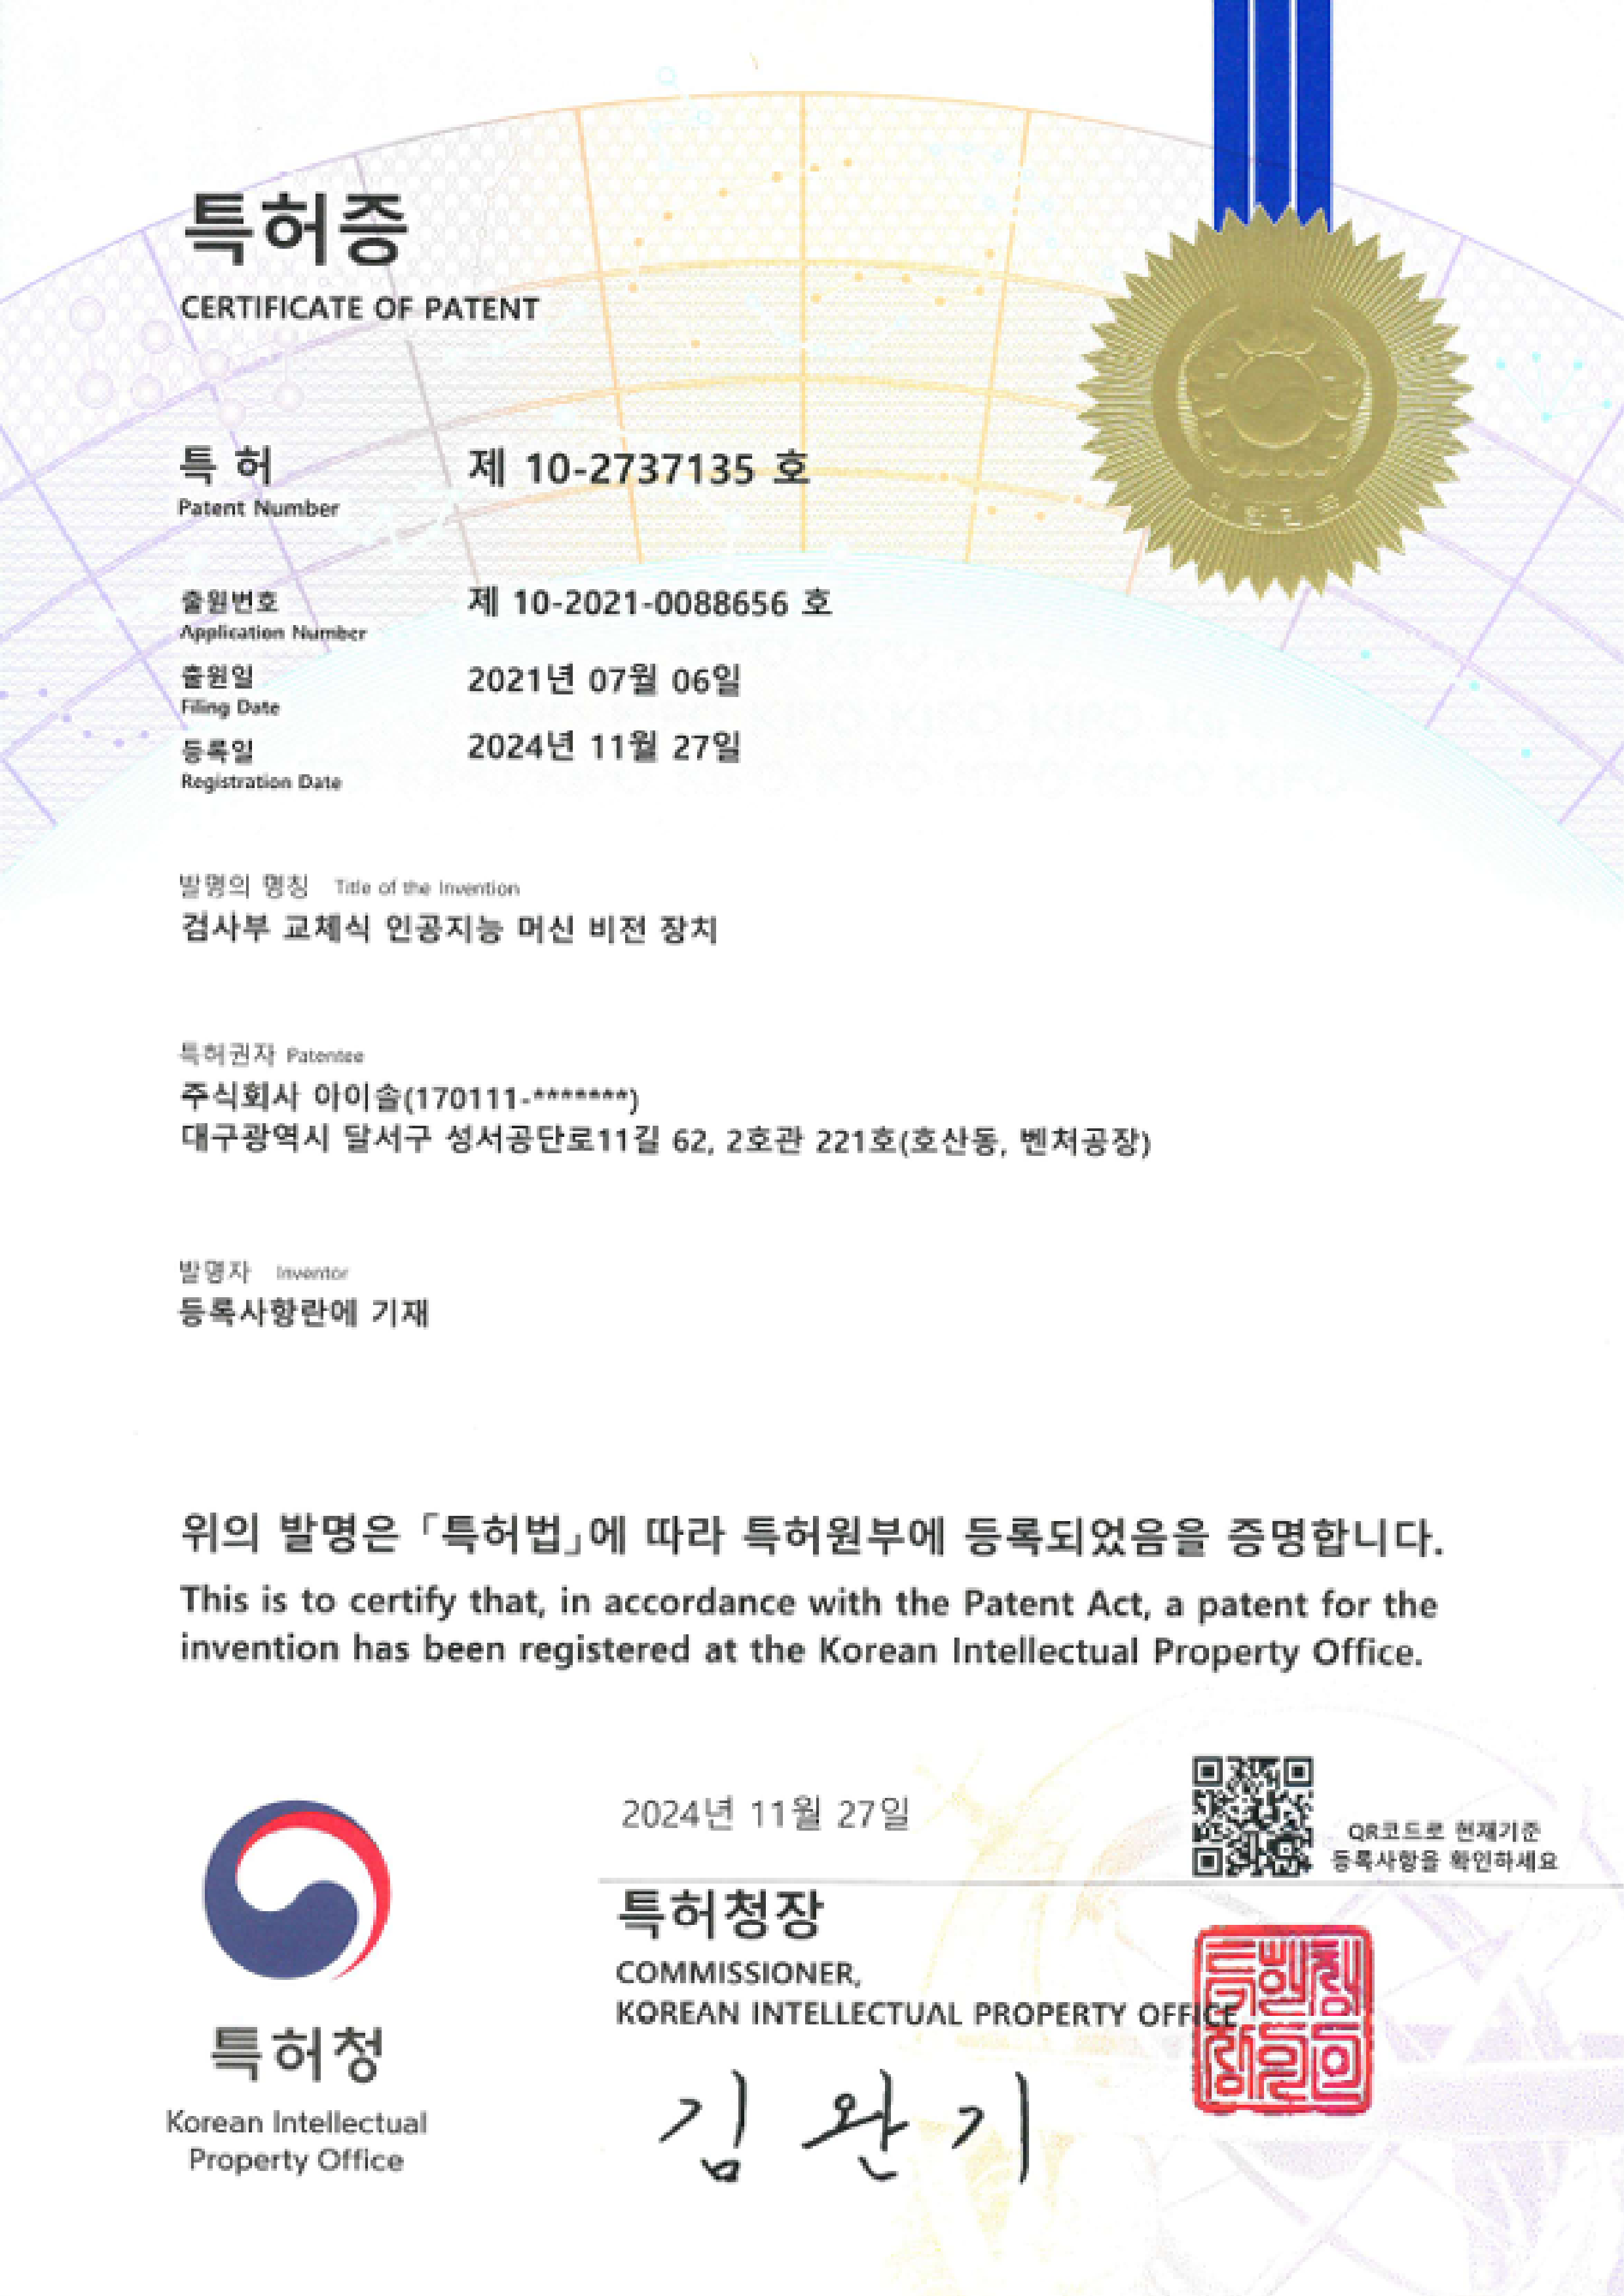 특허증
CERTIFICATE OF PATENT
특 허
Patent Number
제 10-2737135 호
출원번호
Application Number
제 10-2021-0088656 호
출원일
Filing Date
2021년 07월 06일
등록일
Registration Date
2024년 11월 27일
발명의 명칭 Title of the Invention
검사부 교체식 인공지능 머신 비전 장치
특허권자 Patentee
주식회사 아이솔(170111-*******)
대구광역시 달서구 성서공단로11길 62, 2호관 221호(호산동, 벤처공장)
발명자 Inventor
등록사항란에 기재
위의 발명은 「특허법」에 따라 특허원부에 등록되었음을 증명합니다.
This is to certify that, in accordance with the Patent Act, a patent for the
invention has been registered at the Korean Intellectual Property Office.
2024년 11월 27일
QR코드로 현재기준
등록사항을 확인하세요
특허청장
COMMISSIONER,
KOREAN INTELLECTUAL PROPERTY OFFICE
김 완 기
특허청
Korean Intellectual
Property Office
대한민국